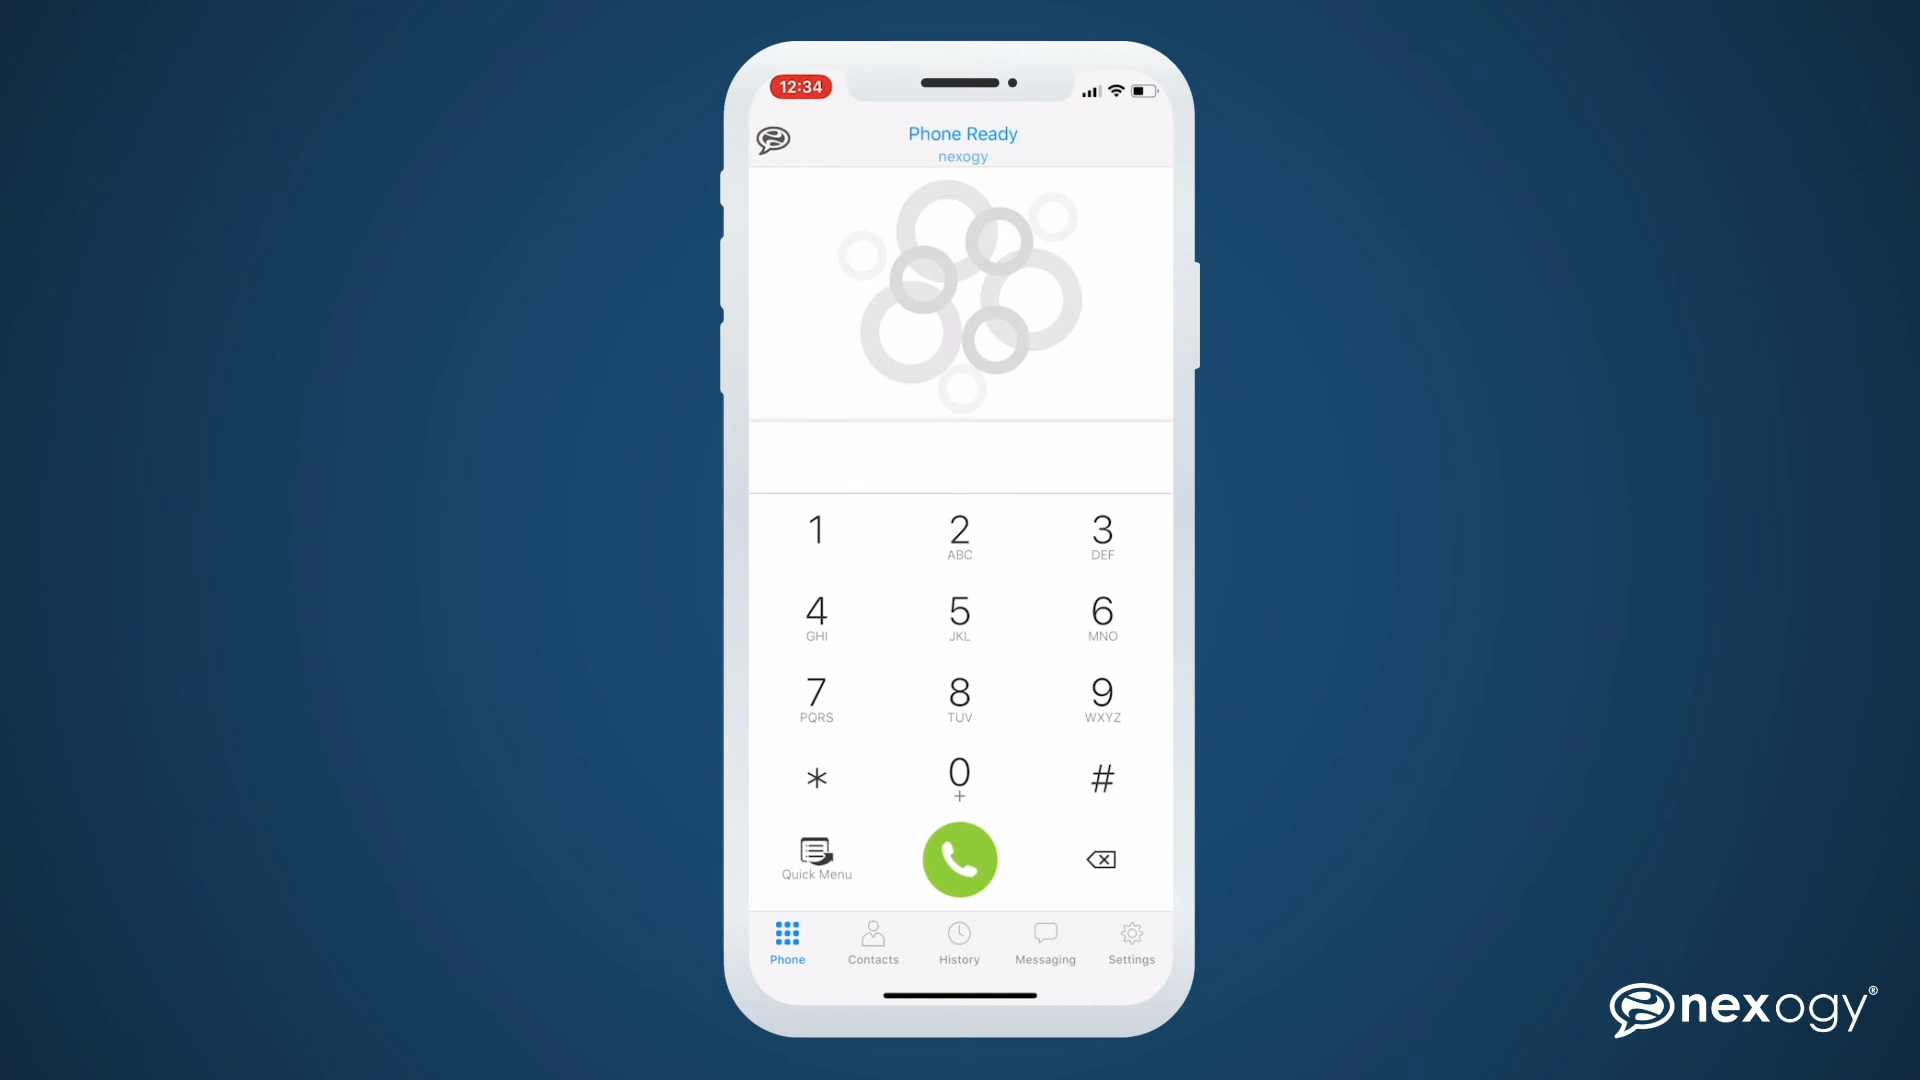 12:34
Phone Ready
nexogy
1
2
3
ABC
DEF
4
5
6
GHI
JKL
MNO
7
8
9
PQRS
TUV
WXYZ
*
0
#
+
Quick Menu
Phone
Contacts
History
Messaging
Settings
nexogy®